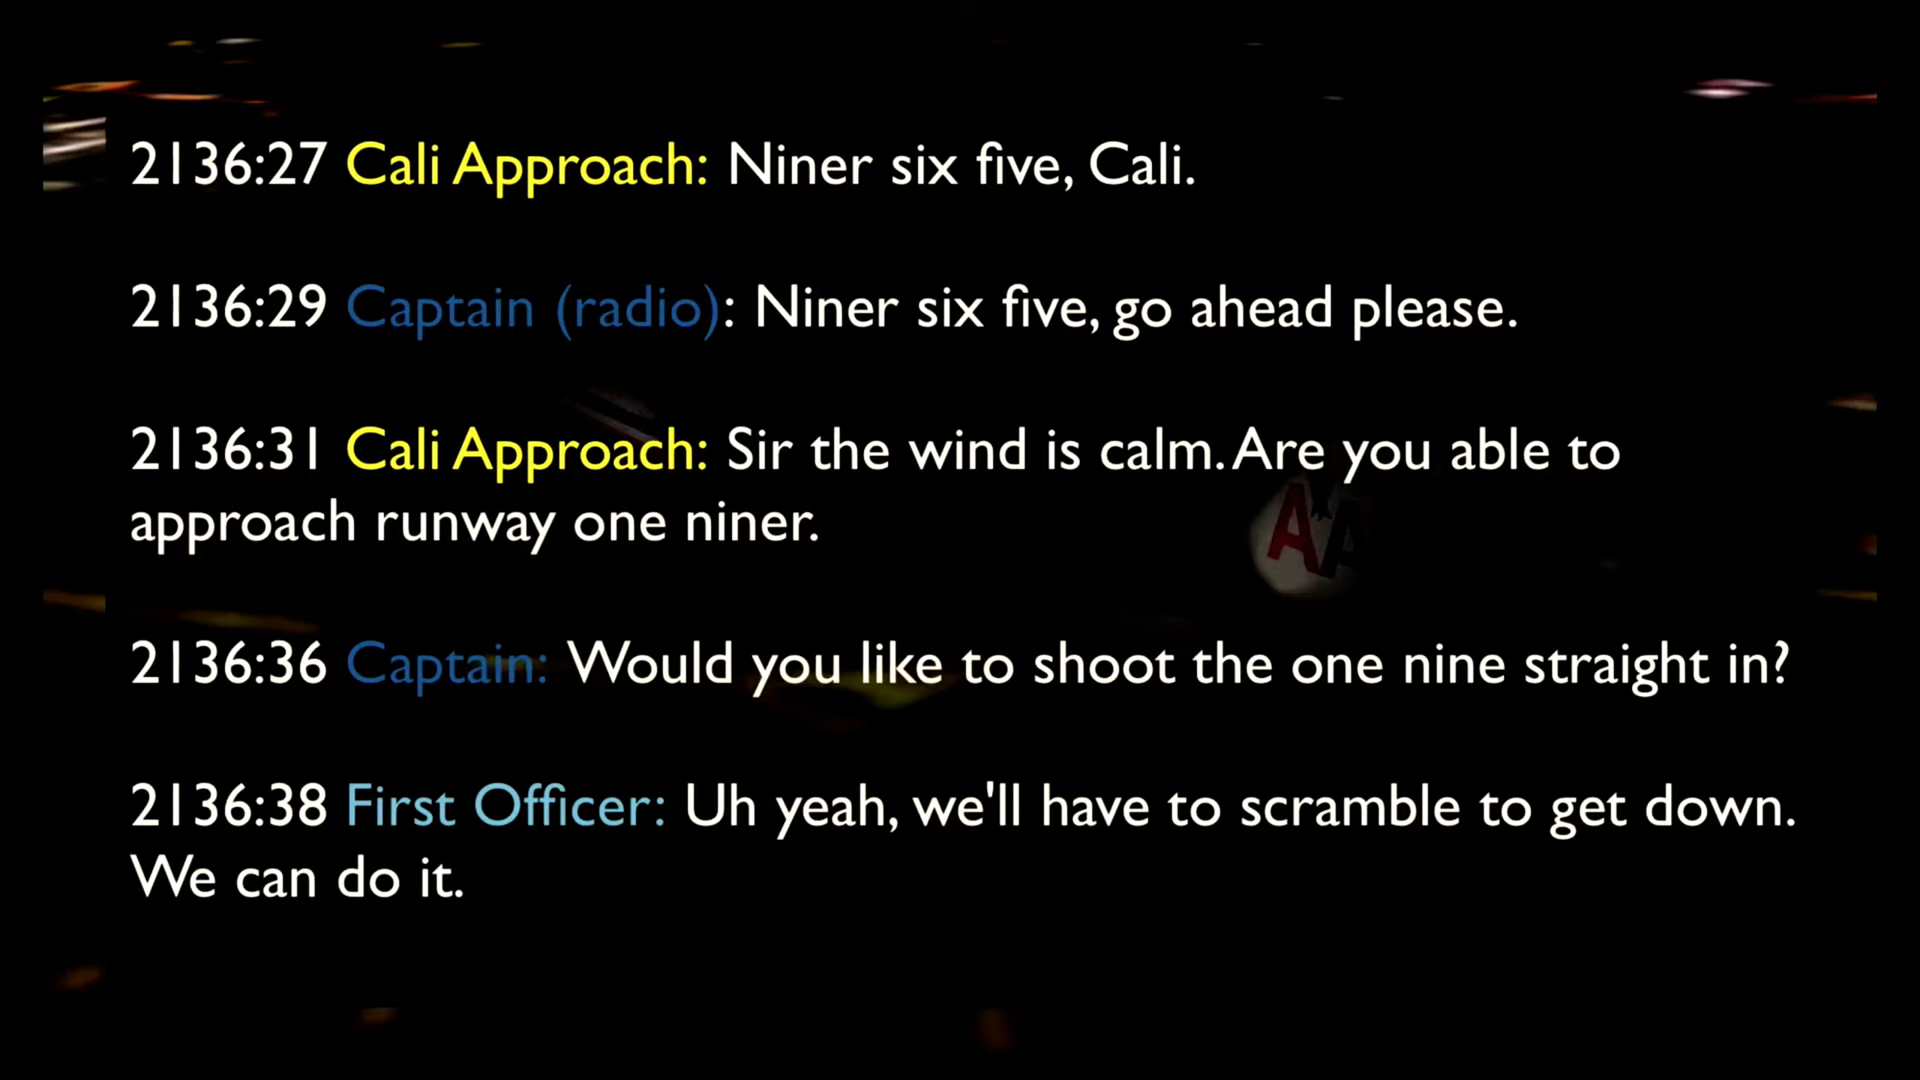 2136:27 Cali Approach: Niner six five, Cali.
2136:29 Captain (radio): Niner six five, go ahead please.
2136:31 Cali Approach: Sir the wind is calm. Are you able to
approach runway one niner.
AA
2136:36 Captain: Would you like to shoot the one nine straight in?
2136:38 First Officer: Uh yeah, we'll have to scramble to get down.
We can do it.